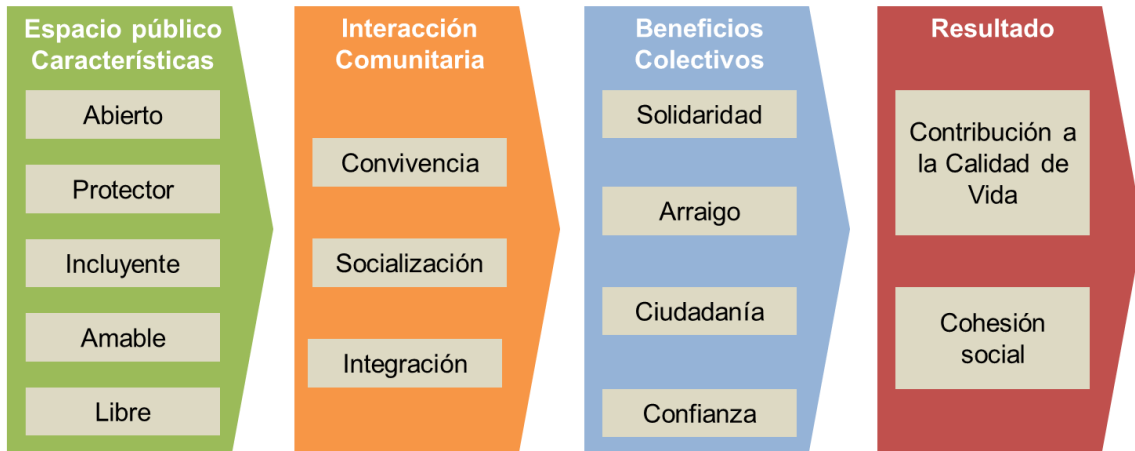 Espacio público
Características
Abierto
Protector
Incluyente
Amable
Libre
Interacción
Comunitaria
Convivencia
Socialización
Integración
Beneficios
Colectivos
Solidaridad
Arraigo
Ciudadanía
Confianza
Resultado
Contribución a
la Calidad de
Vida
Cohesión
social